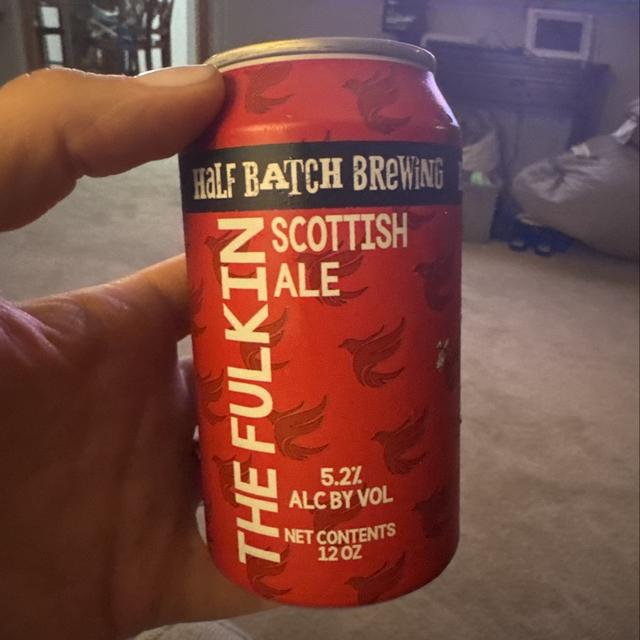 HALF BATCH BREWING
THE FULKIN
SCOTTISH
ALE
5.2%
ALC BY VOL
NET CONTENTS
12 OZ